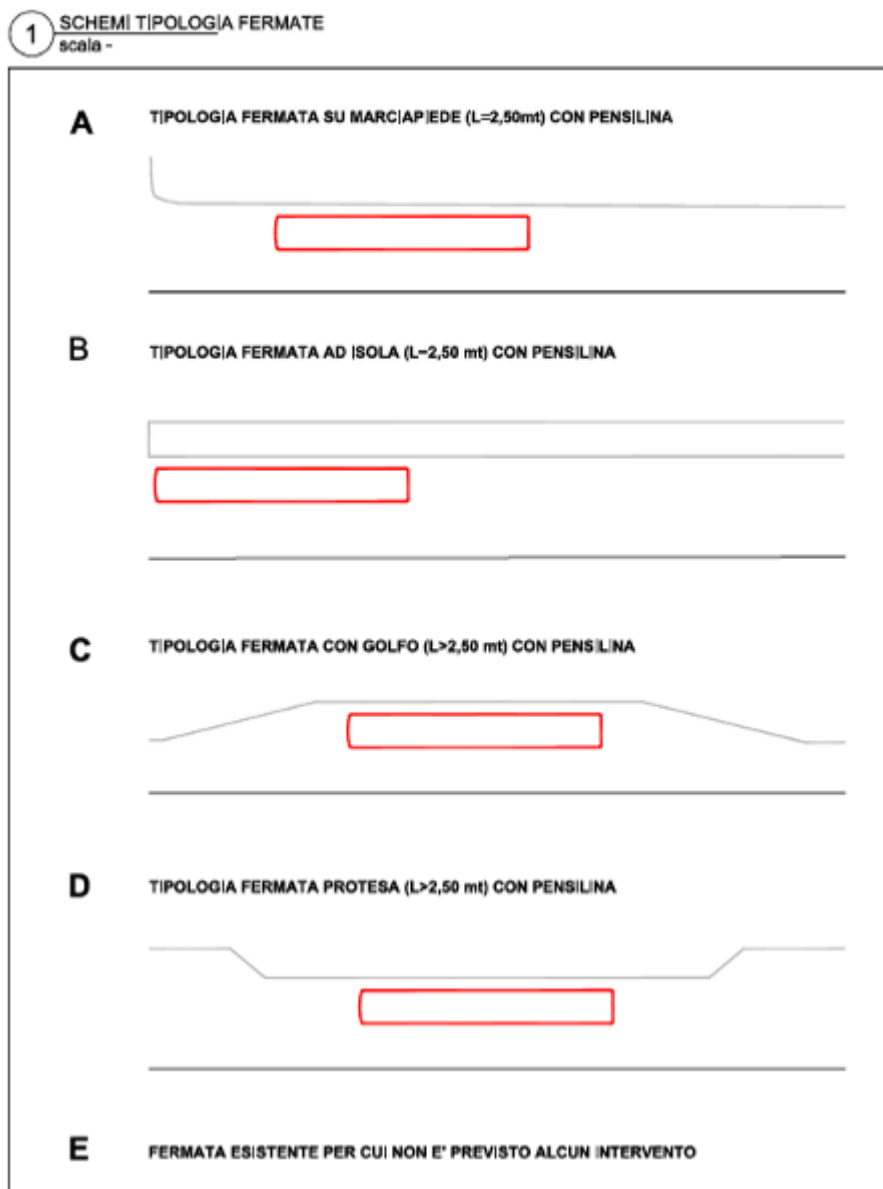 1
SCHEMI TIPOLOGIA FERMATE
scala -
A
TIPOLOGIA FERMATA SU MARCIAPIEDE (L=2,50mt) CON PENSILINA
B
TIPOLOGIA FERMATA AD ISOLA (L=2,50 mt) CON PENSILINA
C
TIPOLOGIA FERMATA CON GOLFO (L>2,50 mt) CON PENSILINA
D
TIPOLOGIA FERMATA PROTESA (L>2,50 mt) CON PENSILINA
E
FERMATA ESISTENTE PER CUI NON E' PREVISTO ALCUN INTERVENTO